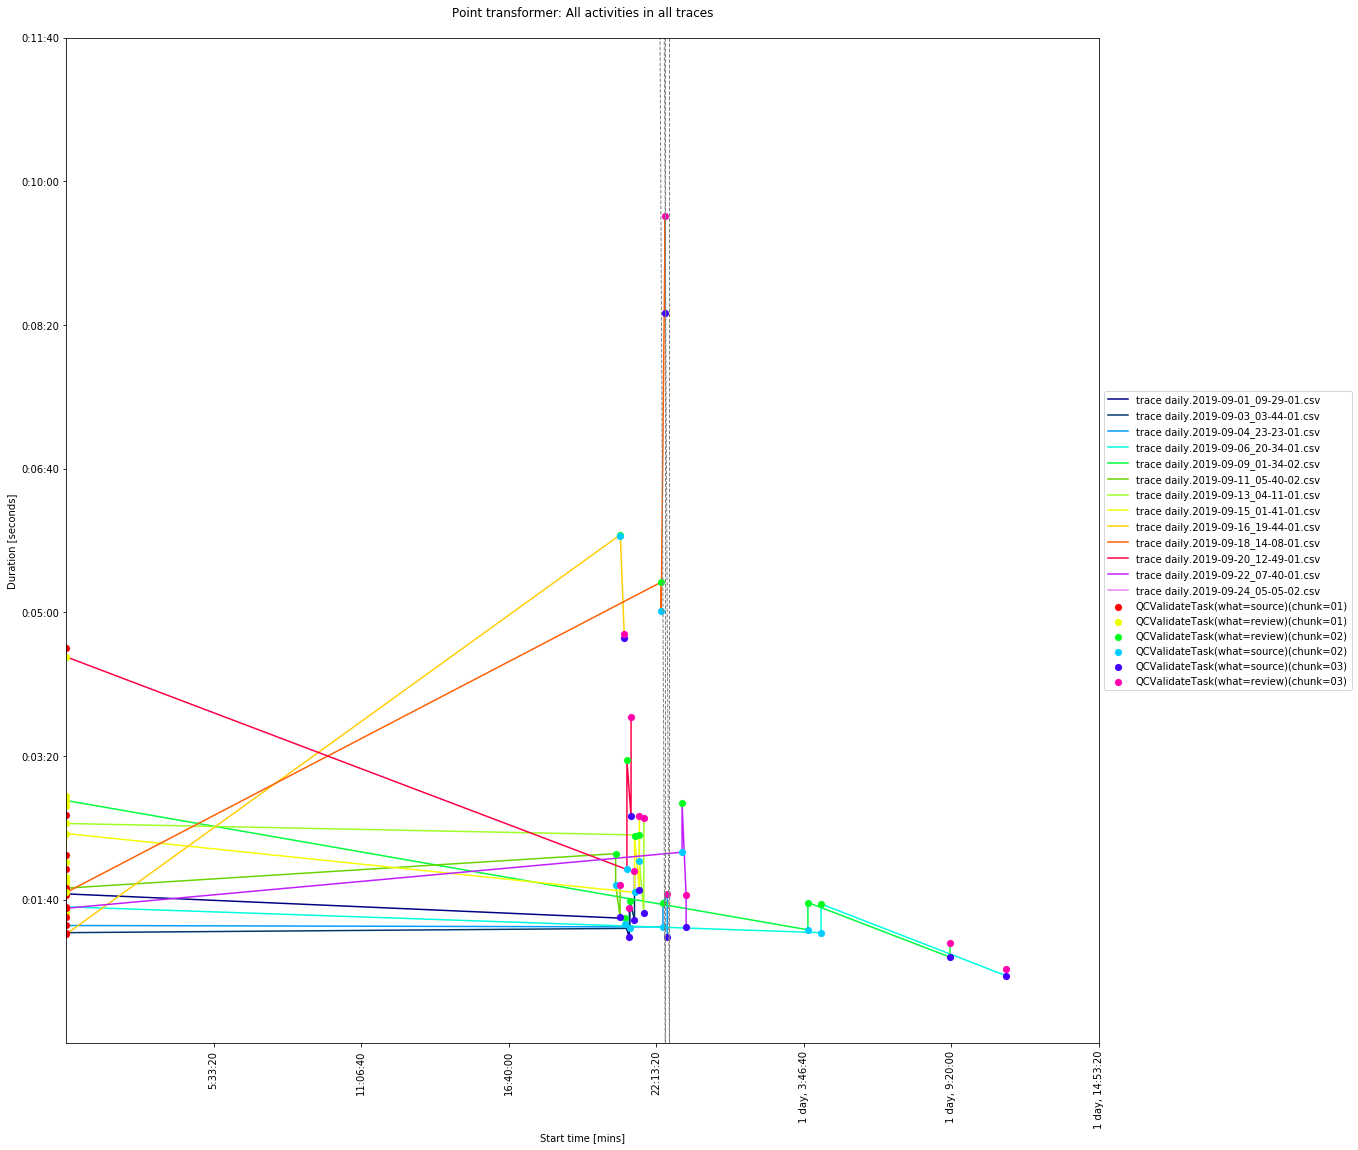 Point transformer: All activities in all traces
0:11:40
0:10:00
0:08:20
0:06:40
0:05:00
0:03:20
0:01:40
Duration [seconds]
5:33:20
11:06:40
16:40:00
22:13:20
1 day, 3:46:40
1 day, 9:20:00
1 day, 14:53:20
Start time [mins]
trace daily.2019-09-01_09-29-01.csv
trace daily.2019-09-03_03-44-01.csv
trace daily.2019-09-04_23-23-01.csv
trace daily.2019-09-06_20-34-01.csv
trace daily.2019-09-09_01-34-02.csv
trace daily.2019-09-11_05-40-02.csv
trace daily.2019-09-13_04-11-01.csv
trace daily.2019-09-15_01-41-01.csv
trace daily.2019-09-16_19-44-01.csv
trace daily.2019-09-18_14-08-01.csv
trace daily.2019-09-20_12-49-01.csv
trace daily.2019-09-22_07-40-01.csv
trace daily.2019-09-24_05-05-02.csv
QCValidateTask(what=source)(chunk=01)
QCValidateTask(what=review)(chunk=01)
QCValidateTask(what=review)(chunk=02)
QCValidateTask(what=source)(chunk=02)
QCValidateTask(what=source)(chunk=03)
QCValidateTask(what=review)(chunk=03)